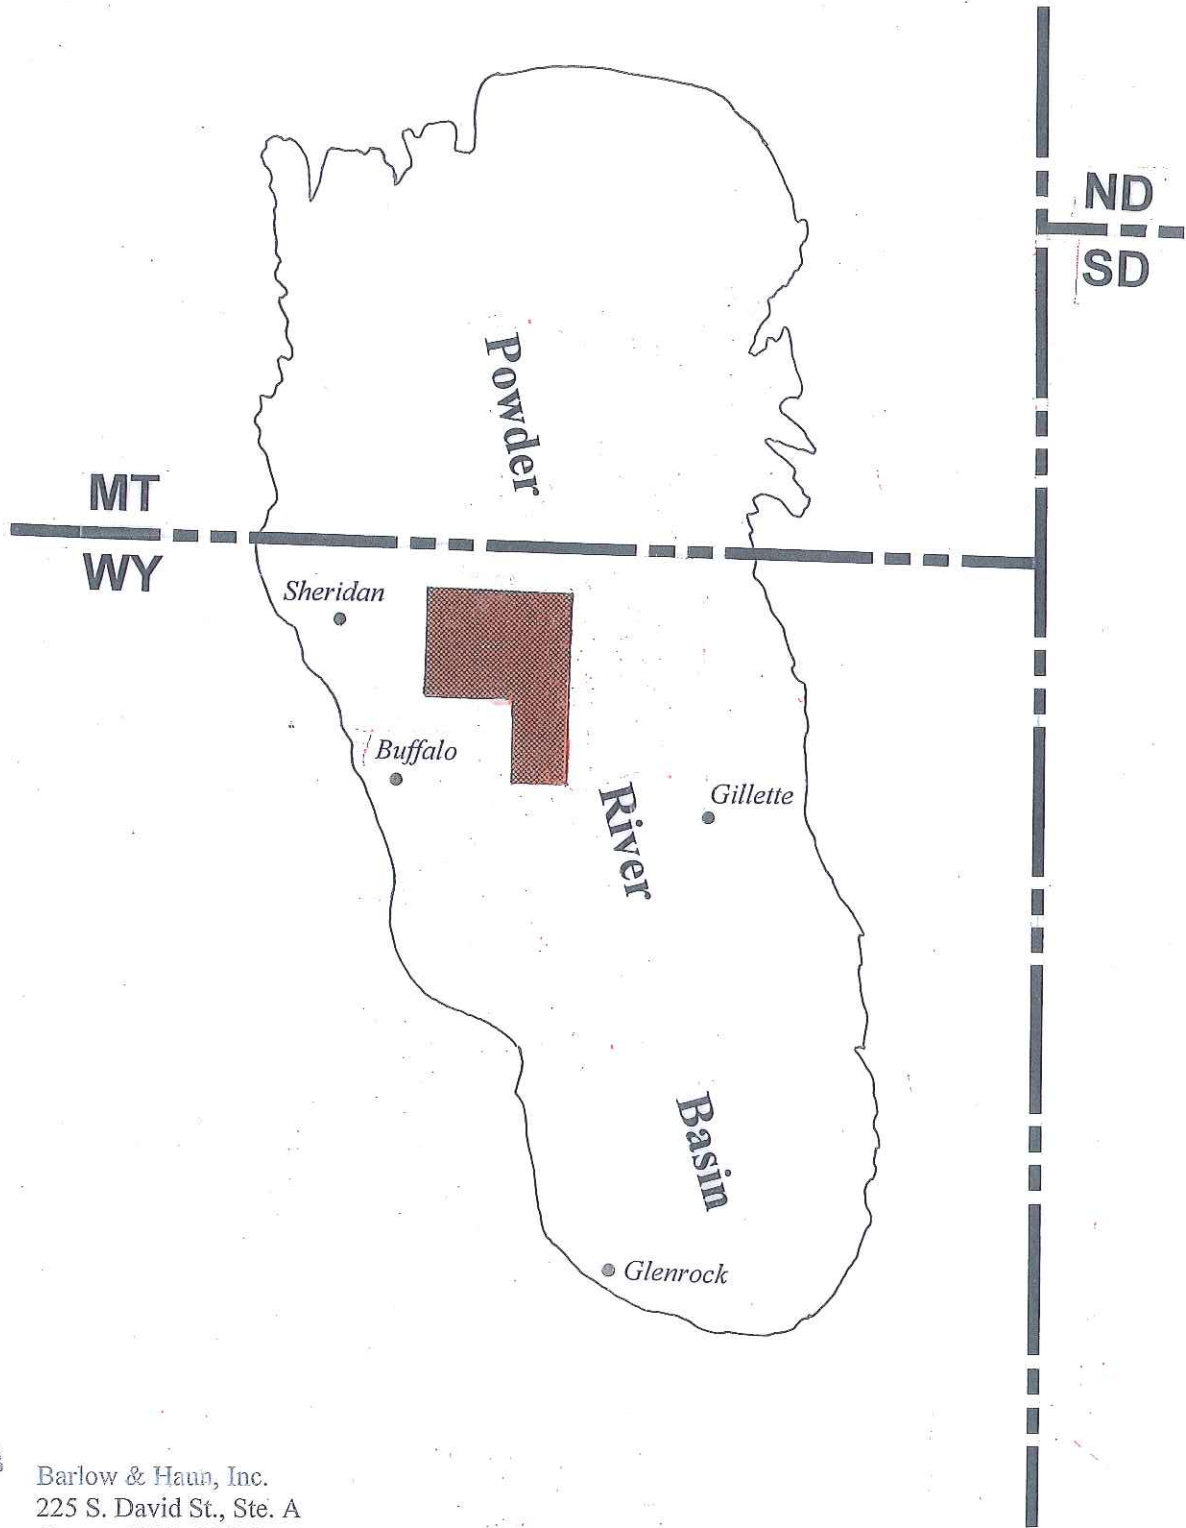 ND
SD
Powder
MT
WY
Sheridan
Buffalo
Gillette
River
Basin
Glenrock
Barlow & Haun, Inc.
225 S. David St., Ste. A